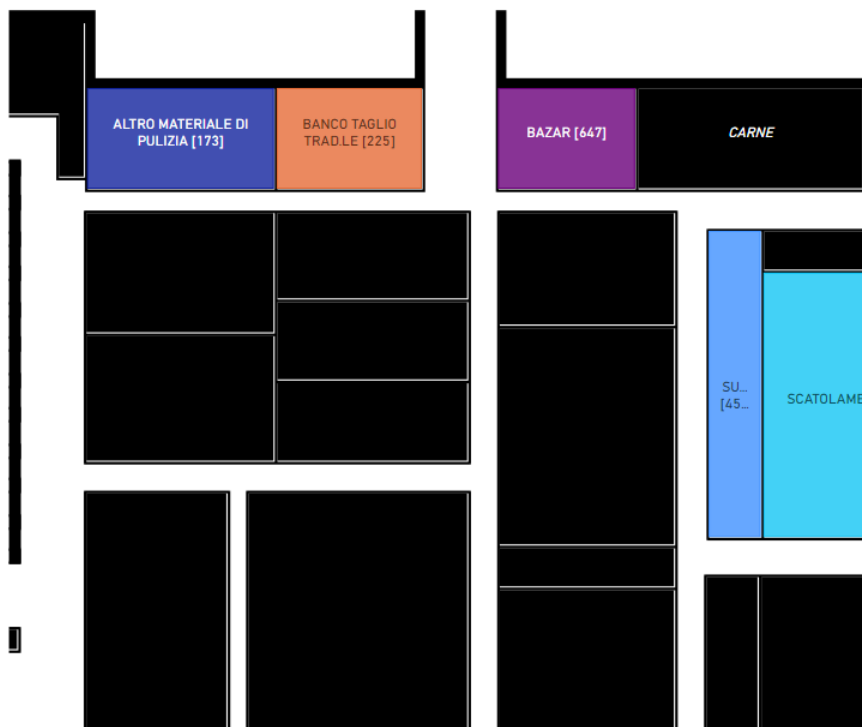 ALTRO MATERIALE DI
PULIZIA [173]
BANCO TAGLIO
TRAD.LE [225]
BAZAR [647]
CARNE
SU...
[45...
SCATOLAME